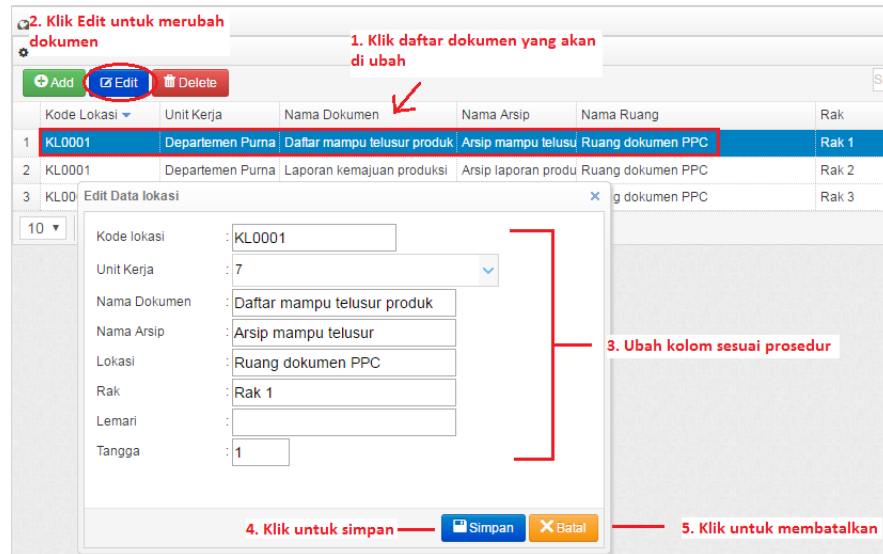 2. Klik Edit untuk merubah
dokumen
1. Klik daftar dokumen yang akan
di ubah
Add Edit Delete
S
Kode Lokasi Unit Kerja Nama Dokumen Nama Arsip Nama Ruang Rak
1 KL0001 Departemen Purna Daftar mampu telusur produk Arsip mampu telusu Ruang dokumen PPC Rak 1
2 KL0001 Departemen Purna Laporan kemajuan produksi Arsip laporan produ Ruang dokumen PPC Rak 2
3 KL00 g dokumen PPC Rak 3
10
Edit Data lokasi ×
Kode lokasi : KL0001
Unit Kerja : 7
Nama Dokumen : Daftar mampu telusur produk
Nama Arsip : Arsip mampu telusur
Lokasi : Ruang dokumen PPC
Rak : Rak 1
Lemari :
Tangga : 1
3. Ubah kolom sesuai prosedur
4. Klik untuk simpan Simpan Batal 5. Klik untuk membatalkan